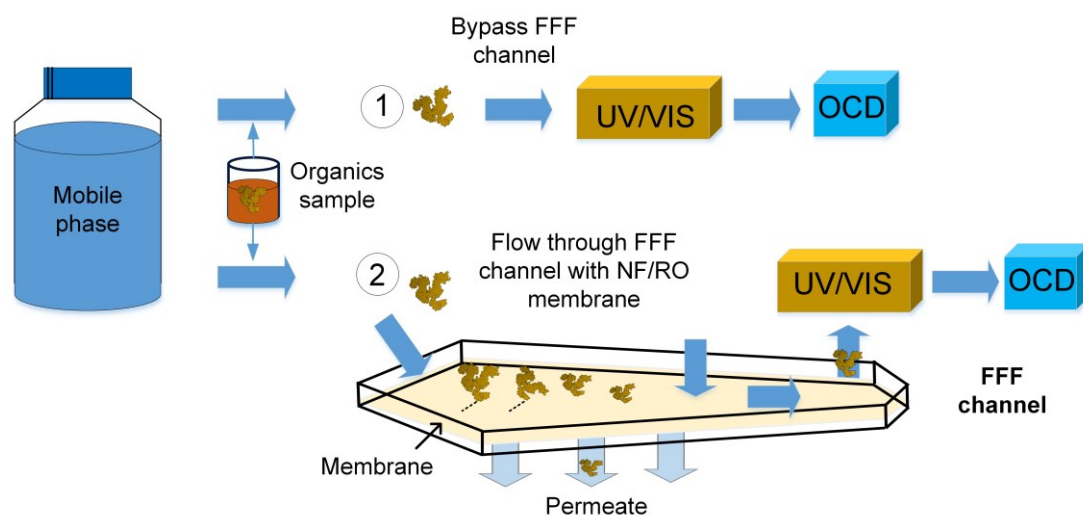 Bypass FFF
channel
1
UV/VIS
OCD
Mobile
phase
Organics
sample
2
Flow through FFF
channel with NF/RO
membrane
UV/VIS
OCD
FFF
channel
Membrane
Permeate